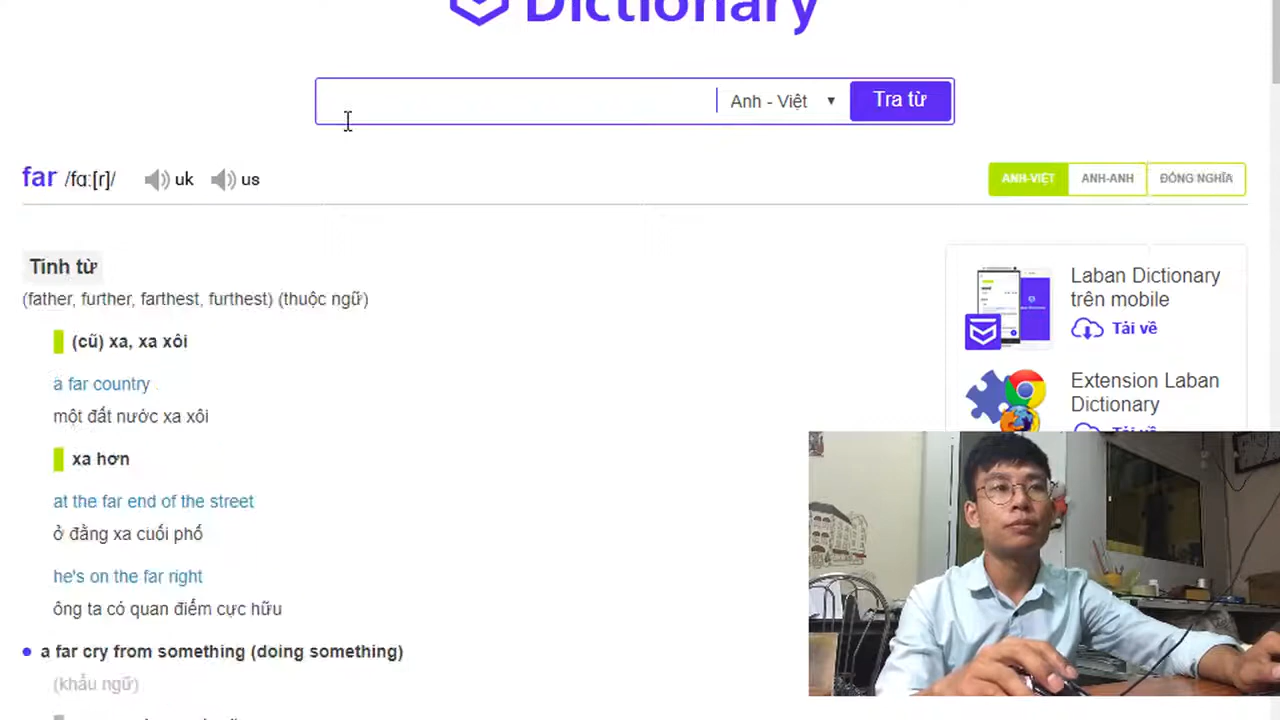 Dictionary
Anh - Việt ▼ Tra từ
far /fɑ:[r]/ uk us
ANH-VIỆT ANH-ANH ĐỒNG NGHĨA
Tính từ
(father, further, farthest, furthest) (thuộc ngữ)
(cũ) xa, xa xôi
a far country
một đất nước xa xôi
xa hơn
at the far end of the street
ở đằng xa cuối phố
he's on the far right
ông ta có quan điểm cực hữu
a far cry from something (doing something)
(khẩu ngữ)
Laban Dictionary
trên mobile
Tải về
Extension Laban
Dictionary